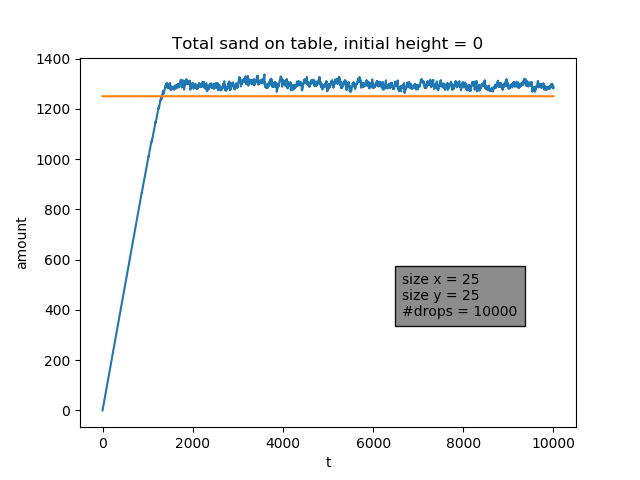 Total sand on table, initial height = 0
1400
1200
1000
800
600
400
200
0
amount
size x = 25
size y = 25
#drops = 10000
0 2000 4000 6000 8000 10000
t